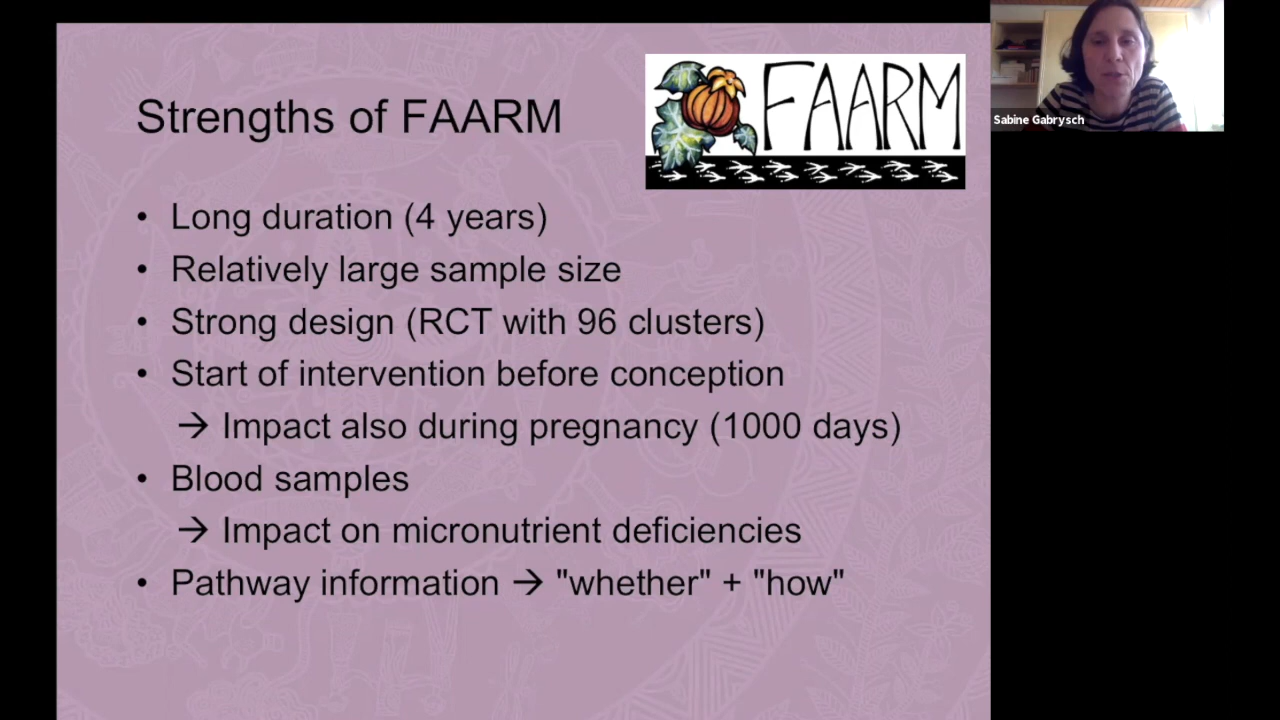 Strengths of FAARM
FAARM
Sabine Gabrysch
• Long duration (4 years)
• Relatively large sample size
• Strong design (RCT with 96 clusters)
• Start of intervention before conception
→ Impact also during pregnancy (1000 days)
• Blood samples
→ Impact on micronutrient deficiencies
• Pathway information → "whether" + "how"